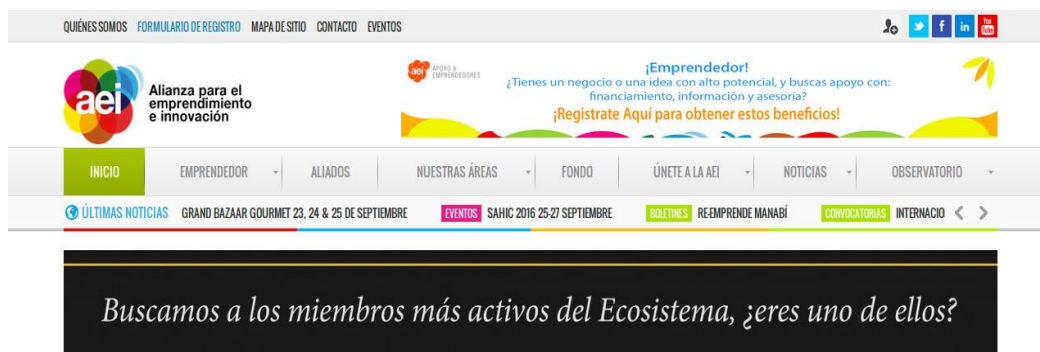 QUIÉNES SOMOS FORMULARIO DE REGISTRO MAPA DE SITIO CONTACTO EVENTOS
You Tube
aei
Alianza para el
emprendimiento
e innovación
aei APOYO A
EMPRENDEDORES
¡Emprendedor!
¿Tienes un negocio o una idea con alto potencial, y buscas apoyo con:
financiamiento, información y asesoría?
¡Registrate Aquí para obtener estos beneficios!
INICIO EMPRENDEDOR ALIADOS NUESTRAS ÁREAS FONDO ÚNETE A LA AEI NOTICIAS OBSERVATORIO
ÚLTIMAS NOTICIAS GRAND BAZAAR GOURMET 23, 24 & 25 DE SEPTIEMBRE EVENTOS SAHIC 2016 25-27 SEPTIEMBRE BOLETINES RE-EMPRENDE MANABÍ CONVOCATORIAS INTERNACIO
Buscamos a los miembros más activos del Ecosistema, ¿eres uno de ellos?